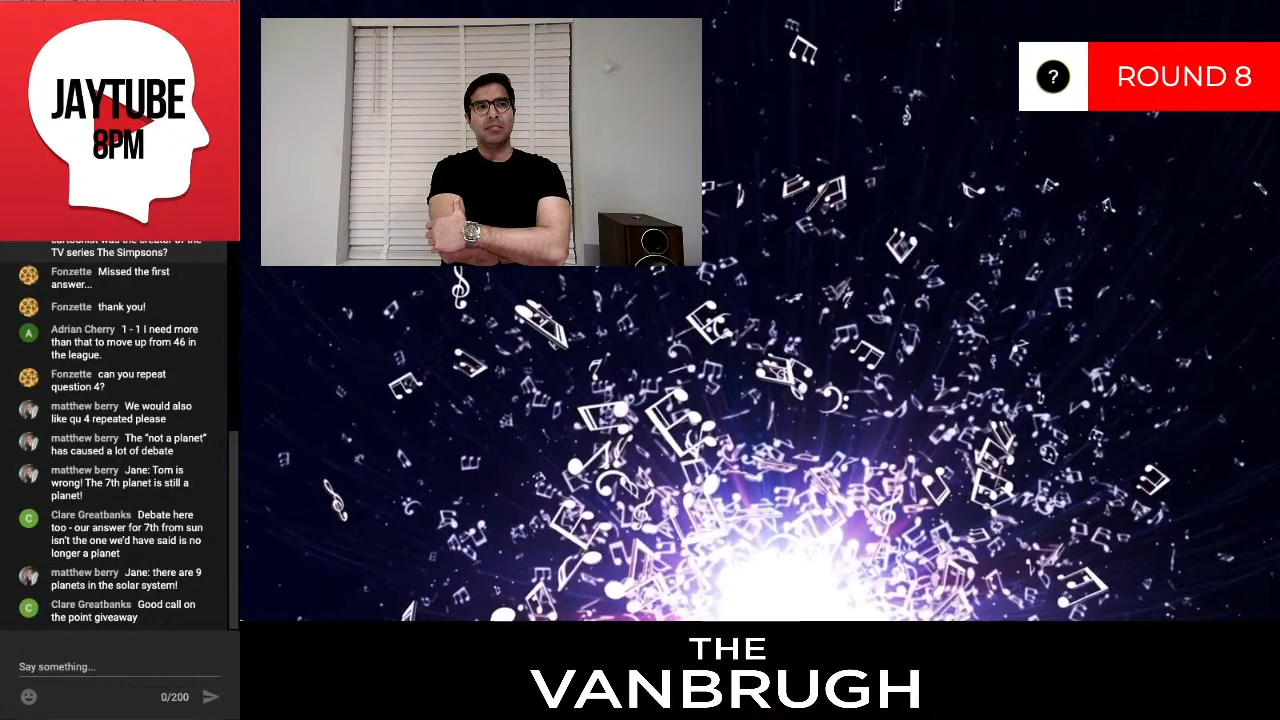 JAYTUBE
8PM
?
ROUND 8
cartoonist was the creator of the
TV series The Simpsons?
Fonzette Missed the first
answer...
Fonzette thank you!
A
Adrian Cherry 1 - 1 I need more
than that to move up from 46 in
the league.
Fonzette can you repeat
question 4?
matthew berry We would also
like qu 4 repeated please
matthew berry The “not a planet”
has caused a lot of debate
matthew berry Jane: Tom is
wrong! The 7th planet is still a
planet!
C
Clare Greatbanks Debate here
too - our answer for 7th from sun
isn't the one we'd have said is no
longer a planet
matthew berry Jane: there are 9
planets in the solar system!
C
Clare Greatbanks Good call on
the point giveaway
Say something...
0/200
THE
VANBRUGH